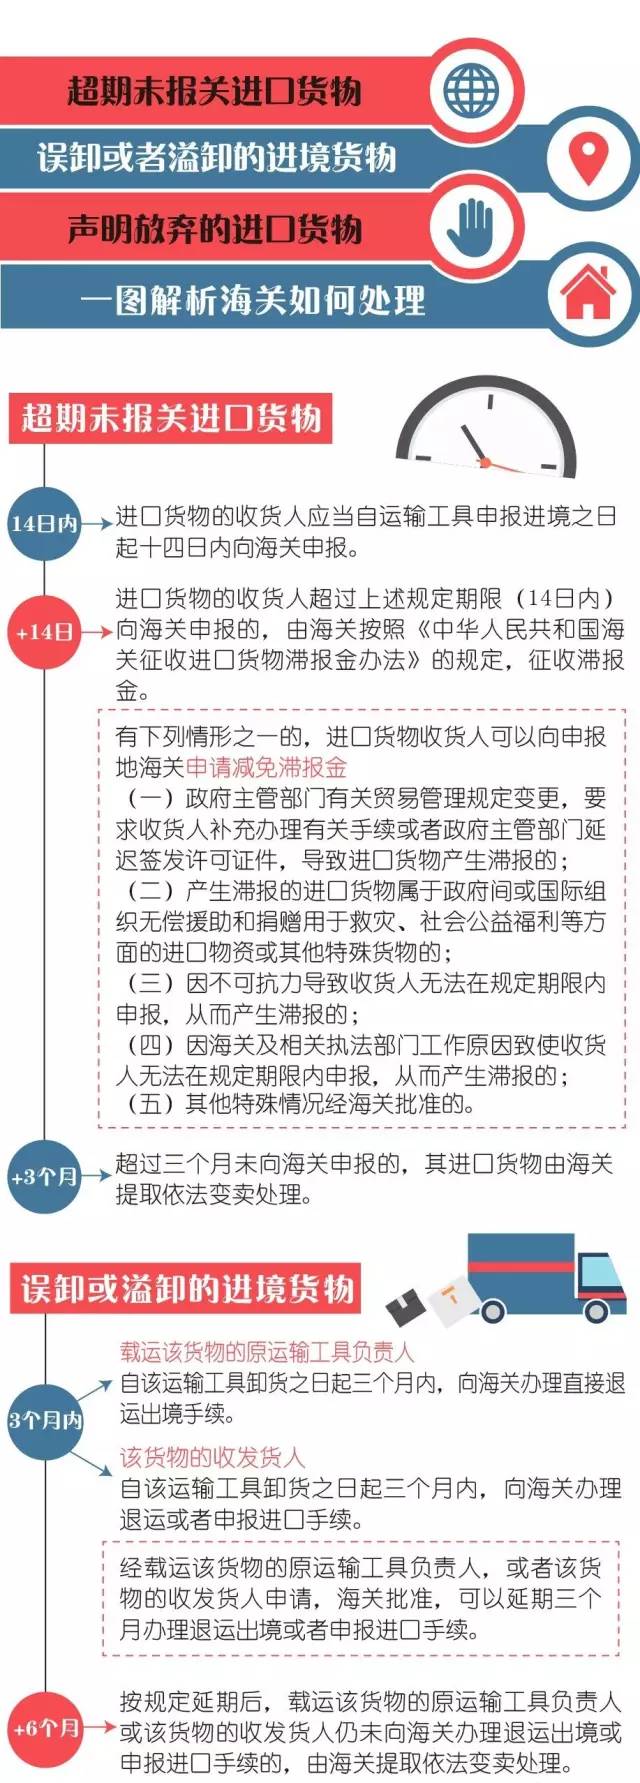 超期未报关进口货物
误卸或者溢卸的进境货物
声明放弃的进口货物
一图解析海关如何处理
超期未报关进口货物
14日内
进口货物的收货人应当自运输工具申报进境之日
起十四日内向海关申报。
+14日
进口货物的收货人超过上述规定期限（14日内）
向海关申报的，由海关按照《中华人民共和国海
关征收进口货物滞报金办法》的规定，征收滞报
金。
有下列情形之一的，进口货物收货人可以向申报
地海关申请减免滞报金
（一）政府主管部门有关贸易管理规定变更，要
求收货人补充办理有关手续或者政府主管部门延
迟签发许可证件，导致进口货物产生滞报的；
（二）产生滞报的进口货物属于政府间或国际组
织无偿援助和捐赠用于救灾、社会公益福利等方
面的进口物资或其他特殊货物的；
（三）因不可抗力导致收货人无法在规定期限内
申报，从而产生滞报的；
（四）因海关及相关执法部门工作原因致使收货
人无法在规定期限内申报，从而产生滞报的；
（五）其他特殊情况经海关批准的。
+3个月
超过三个月未向海关申报的，其进口货物由海关
提取依法变卖处理。
误卸或溢卸的进境货物
3个月内
载运该货物的原运输工具负责人
自该运输工具卸货之日起三个月内，向海关办理直接退
运出境手续。
该货物的收发货人
自该运输工具卸货之日起三个月内，向海关办理
退运或者申报进口手续。
经载运该货物的原运输工具负责人，或者该货
物的收发货人申请，海关批准，可以延期三个
月办理退运出境或者申报进口手续。
+6个月
按规定延期后，载运该货物的原运输工具负责人
或该货物的收发货人仍未向海关办理退运出境或
申报进口手续的，由海关提取依法变卖处理。